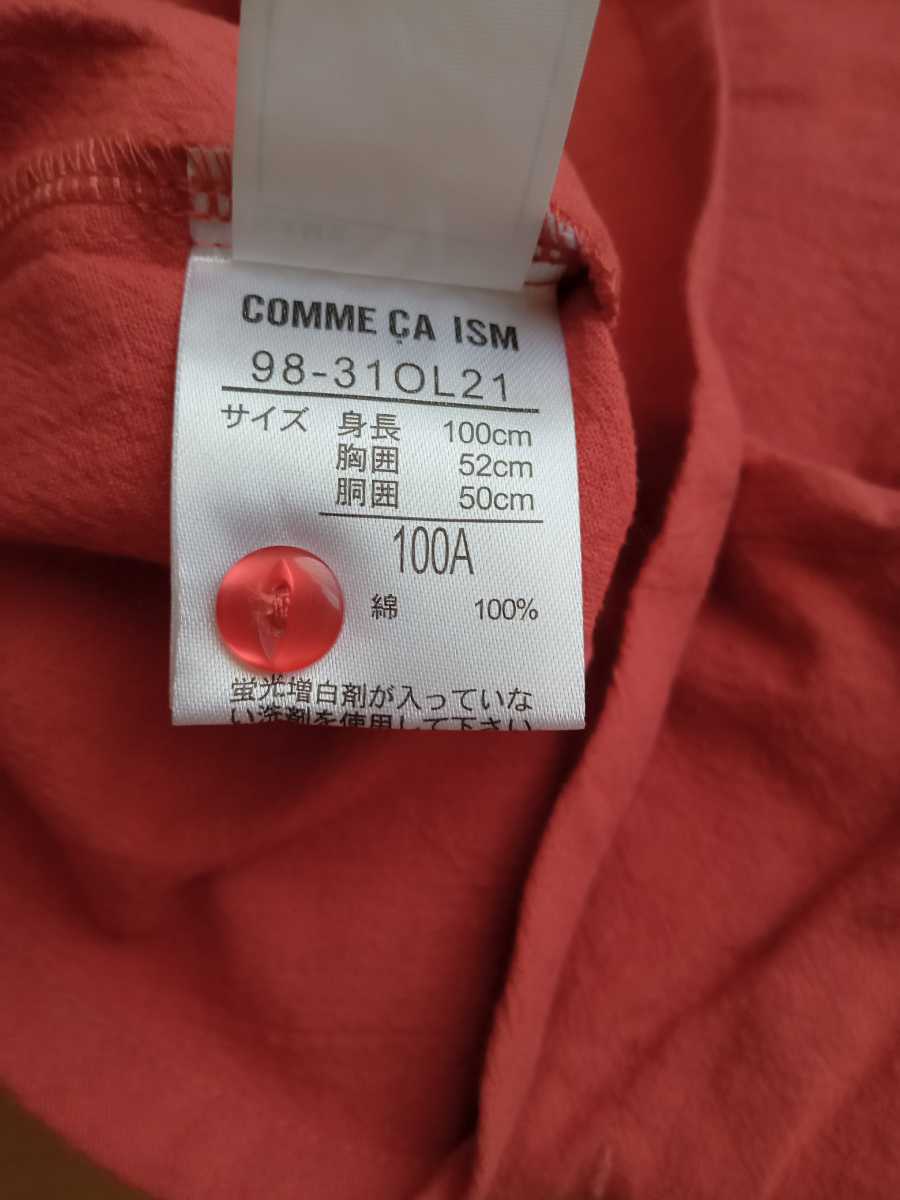 COMME ÇA ISM
98-31OL21
サイズ 身長 100cm
胸囲 52cm
胴囲 50cm
100A
綿 100%
蛍光増白剤が入っていな
い洗剤を使用して下さい